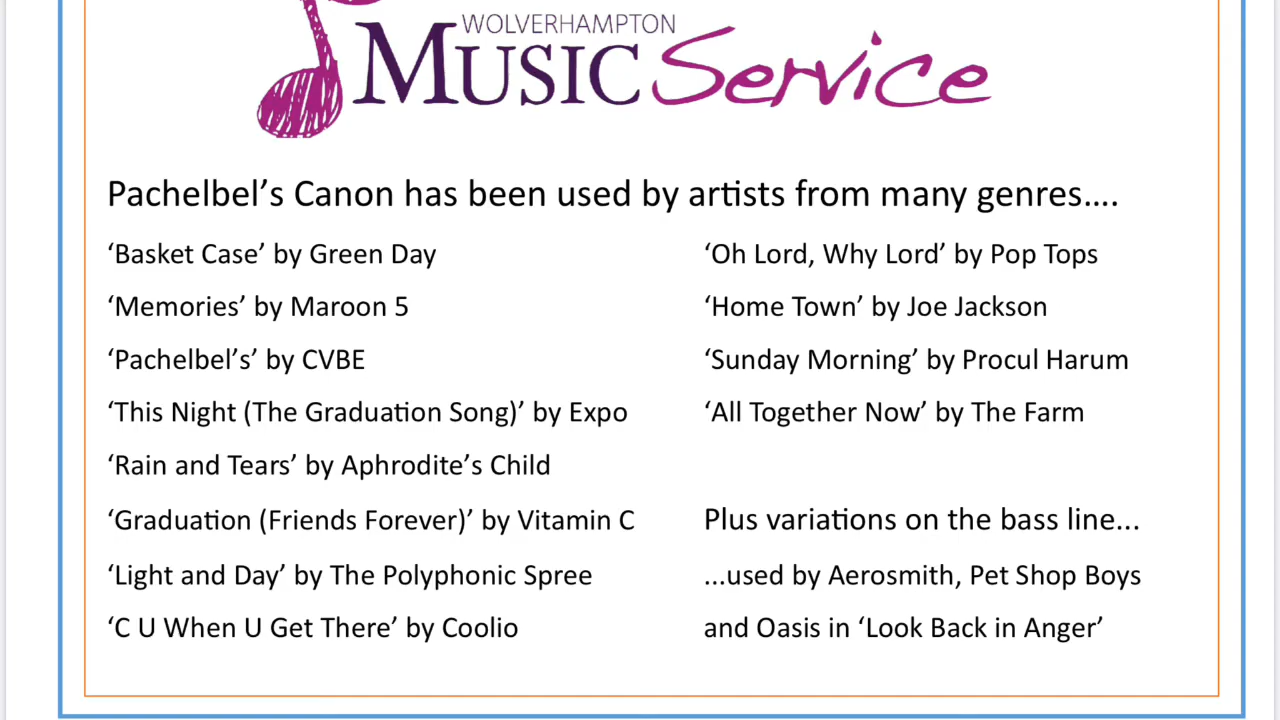 WOLVERHAMPTON
MUSIC Service
Pachelbel’s Canon has been used by artists from many genres....
‘Basket Case’ by Green Day
‘Memories’ by Maroon 5
‘Pachelbel’s’ by CVBE
‘This Night (The Graduation Song)’ by Expo
‘Rain and Tears’ by Aphrodite’s Child
‘Graduation (Friends Forever)’ by Vitamin C
‘Light and Day’ by The Polyphonic Spree
‘C U When U Get There’ by Coolio
‘Oh Lord, Why Lord’ by Pop Tops
‘Home Town’ by Joe Jackson
‘Sunday Morning’ by Procul Harum
‘All Together Now’ by The Farm
Plus variations on the bass line...
...used by Aerosmith, Pet Shop Boys
and Oasis in ‘Look Back in Anger’